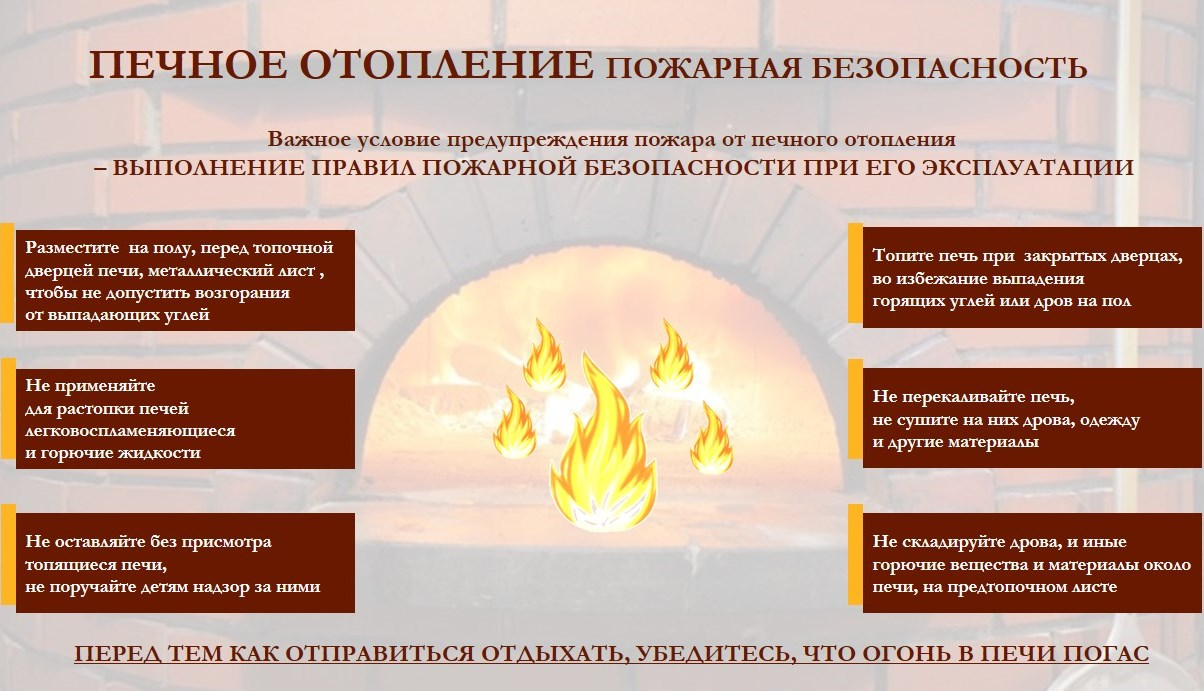 ПЕЧНОЕ ОТОПЛЕНИЕ ПОЖАРНАЯ БЕЗОПАСНОСТЬ
Важное условие предупреждения пожара от печного отопления
– ВЫПОЛНЕНИЕ ПРАВИЛ ПОЖАРНОЙ БЕЗОПАСНОСТИ ПРИ ЕГО ЭКСПЛУАТАЦИИ
Разместите на полу, перед топочной
дверцей печи, металлический лист ,
чтобы не допустить возгорания
от выпадающих углей
Не применяйте
для растопки печей
легковоспламеняющиеся
и горючие жидкости
Не оставляйте без присмотра
топящиеся печи,
не поручайте детям надзор за ними
Топите печь при закрытых дверцах,
во избежание выпадения
горящих углей или дров на пол
Не перекаливайте печь,
не сушите на них дрова, одежду
и другие материалы
Не складируйте дрова, и иные
горючие вещества и материалы около
печи, на предтопочном листе
ПЕРЕД ТЕМ КАК ОТПРАВИТЬСЯ ОТДЫХАТЬ, УБЕДИТЕСЬ, ЧТО ОГОНЬ В ПЕЧИ ПОГАС